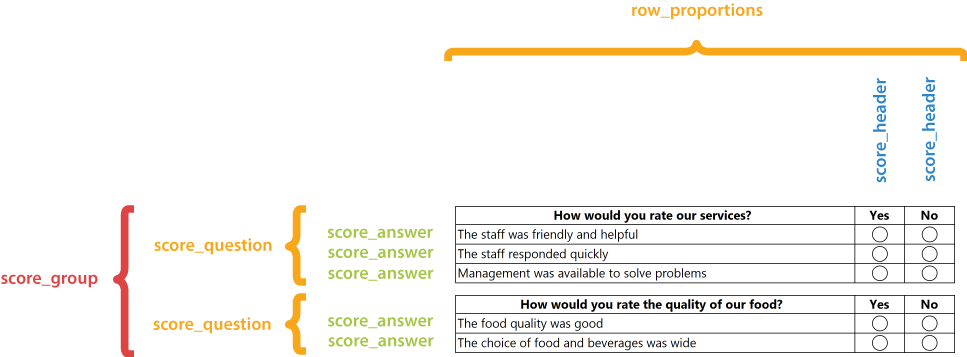 row_proportions
score_header
score_header
score_group
score_question
score_answer
score_answer
score_answer
How would you rate our services? Yes No
The staff was friendly and helpful
The staff responded quickly
Management was available to solve problems
score_question
score_answer
score_answer
How would you rate the quality of our food? Yes No
The food quality was good
The choice of food and beverages was wide